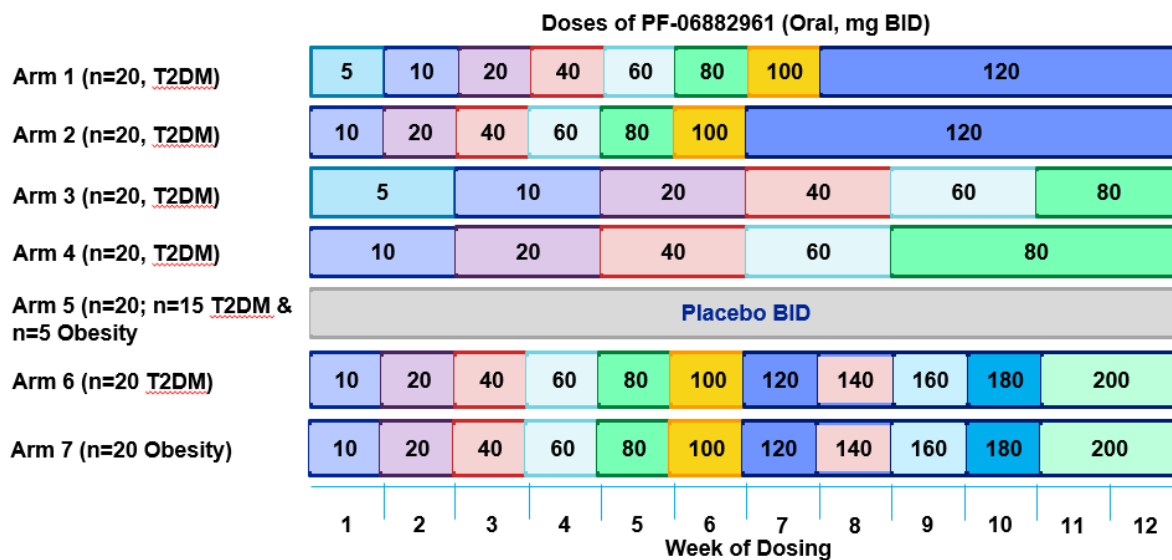 Doses of PF-06882961 (Oral, mg BID)
Arm 1 (n=20, T2DM) 5 10 20 40 60 80 100 120
Arm 2 (n=20, T2DM) 10 20 40 60 80 100 120
Arm 3 (n=20, T2DM) 5 10 20 40 60 80
Arm 4 (n=20, T2DM) 10 20 40 60 80
Arm 5 (n=20; n=15 T2DM &
n=5 Obesity
Placebo BID
Arm 6 (n=20 T2DM) 10 20 40 60 80 100 120 140 160 180 200
Arm 7 (n=20 Obesity) 10 20 40 60 80 100 120 140 160 180 200
1 2 3 4 5 6 7 8 9 10 11 12
Week of Dosing